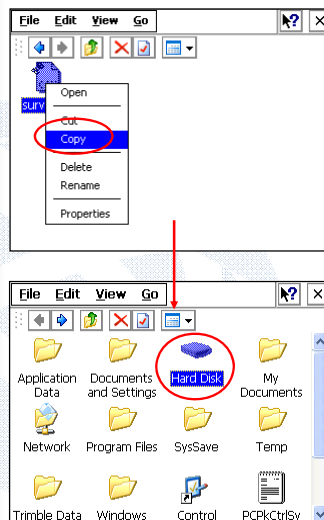 File Edit View Go
surv
Open
Cut
Copy
Delete
Rename
Properties
File Edit View Go
Application Data
Documents and Settings
Hard Disk
My Documents
Network
Program Files
SysSave
Temp
Trimble Data
Windows
Control
PCPkCtrlSv